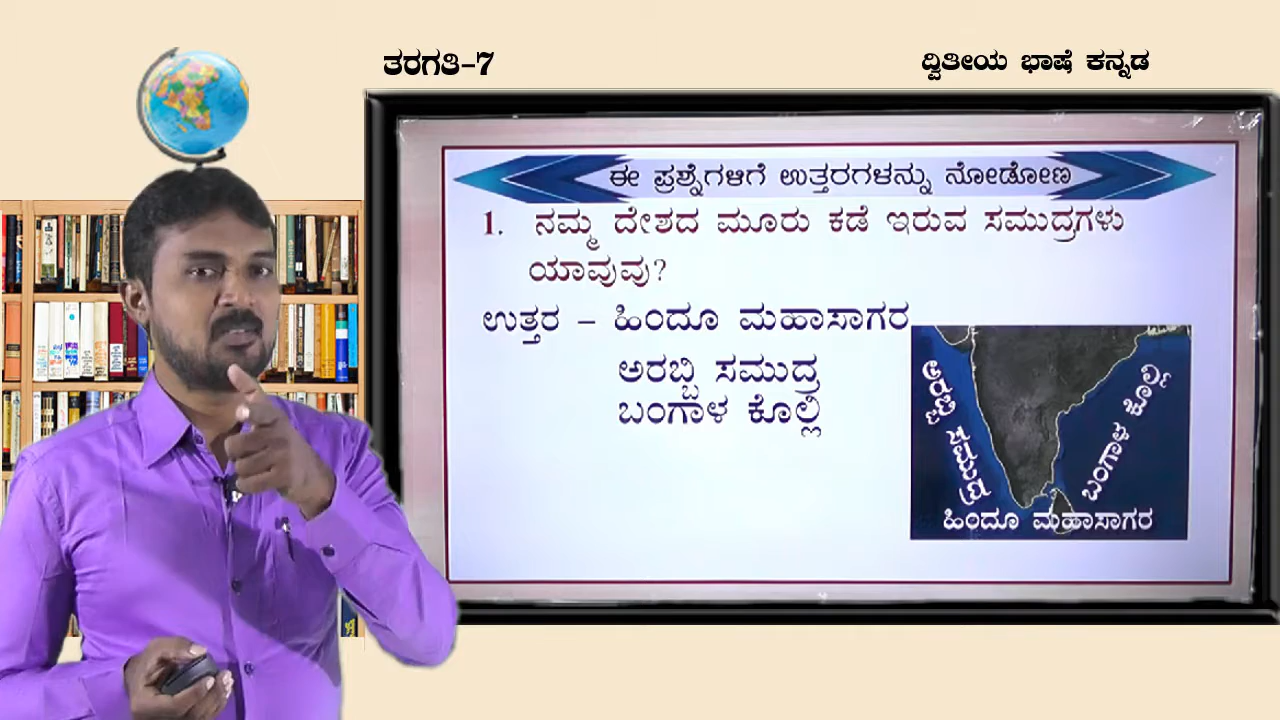 ತರಗತಿ-7
ದ್ವಿತೀಯ ಭಾಷೆ ಕನ್ನಡ
ಈ ಪ್ರಶ್ನೆಗಳಿಗೆ ಉತ್ತರಗಳನ್ನು ನೋಡೋಣ
1. ನಮ್ಮ ದೇಶದ ಮೂರು ಕಡೆ ಇರುವ ಸಮುದ್ರಗಳು
ಯಾವುವು?
ಉತ್ತರ – ಹಿಂದೂ ಮಹಾಸಾಗರ
ಅರಬ್ಬಿ ಸಮುದ್ರ
ಬಂಗಾಳ ಕೊಲ್ಲಿ
ಅರಬ್ಬಿ ಸಮುದ್ರ
ಬಂಗಾಳ ಕೊಲ್ಲಿ
ಹಿಂದೂ ಮಹಾಸಾಗರ